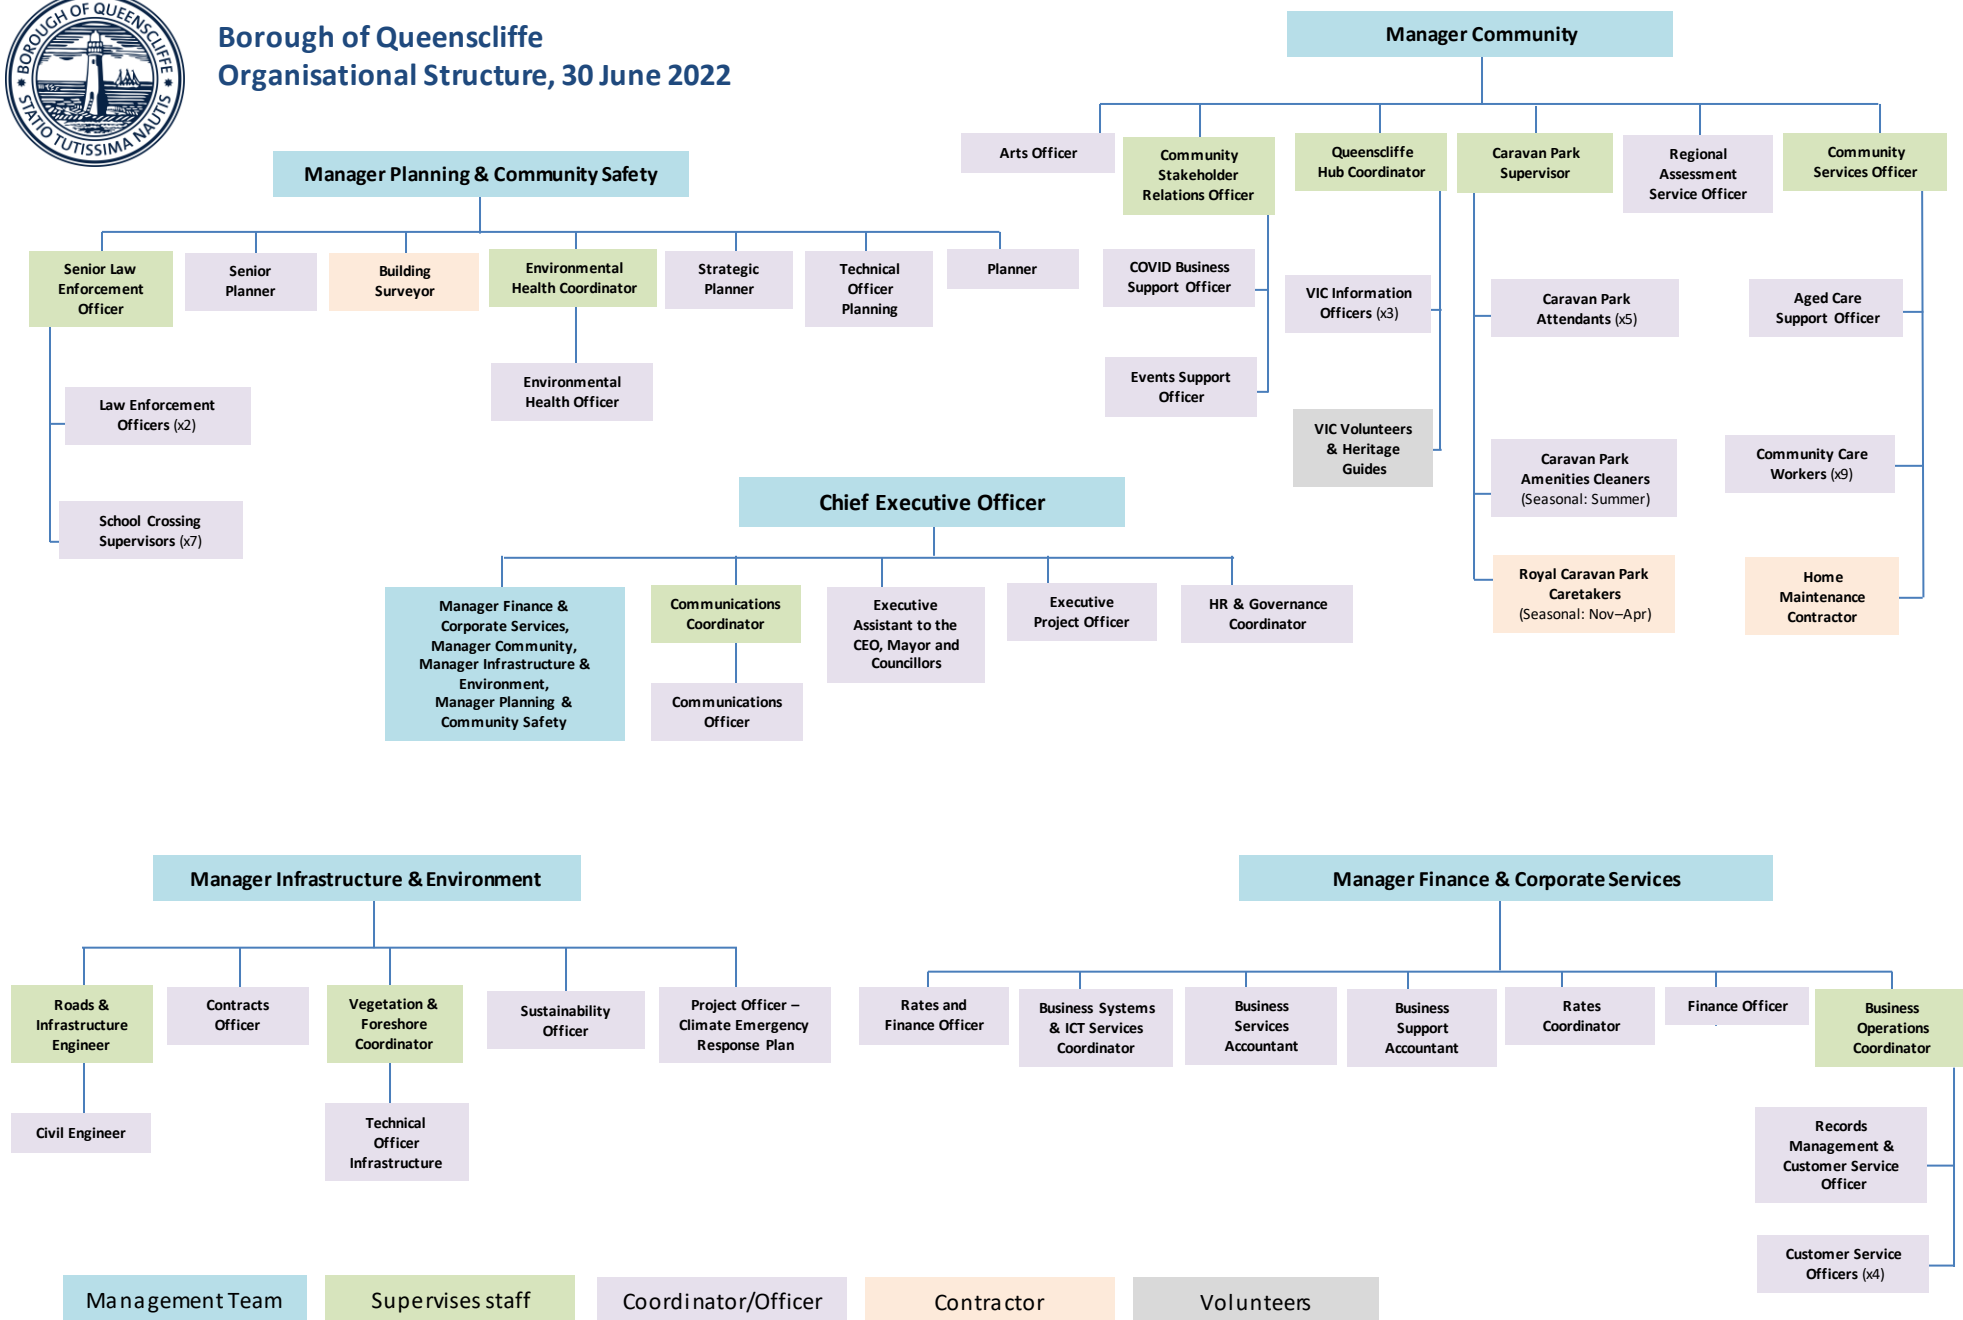 BOROUGH OF QUEENSCLIFFE
STATIO TUTISSIMA NAUTIS
Borough of Queenscliffe
Organisational Structure, 30 June 2022
Manager Community
Arts Officer
Community
Stakeholder
Relations Officer
Queenscliffe
Hub Coordinator
Caravan Park
Supervisor
Regional
Assessment
Service Officer
Community
Services Officer
COVID Business
Support Officer
Events Support
Officer
VIC Information
Officers (x3)
VIC Volunteers
& Heritage
Guides
Caravan Park
Attendants (x5)
Caravan Park
Amenities Cleaners
(Seasonal: Summer)
Royal Caravan Park
Caretakers
(Seasonal: Nov–Apr)
Aged Care
Support Officer
Community Care
Workers (x9)
Home
Maintenance
Contractor
Manager Planning & Community Safety
Senior Law
Enforcement
Officer
Senior
Planner
Building
Surveyor
Environmental
Health Coordinator
Strategic
Planner
Technical
Officer
Planning
Planner
Law Enforcement
Officers (x2)
School Crossing
Supervisors (x7)
Environmental
Health Officer
Chief Executive Officer
Manager Finance &
Corporate Services,
Manager Community,
Manager Infrastructure &
Environment,
Manager Planning &
Community Safety
Communications
Coordinator
Communications
Officer
Executive
Assistant to the
CEO, Mayor and
Councillors
Executive
Project Officer
HR & Governance
Coordinator
Manager Infrastructure & Environment
Roads &
Infrastructure
Engineer
Contracts
Officer
Vegetation &
Foreshore
Coordinator
Sustainability
Officer
Project Officer –
Climate Emergency
Response Plan
Civil Engineer
Technical
Officer
Infrastructure
Manager Finance & Corporate Services
Rates and
Finance Officer
Business Systems
& ICT Services
Coordinator
Business
Services
Accountant
Business
Support
Accountant
Rates
Coordinator
Finance Officer
Business
Operations
Coordinator
Records
Management &
Customer Service
Officer
Customer Service
Officers (x4)
Management Team
Supervises staff
Coordinator/Officer
Contractor
Volunteers